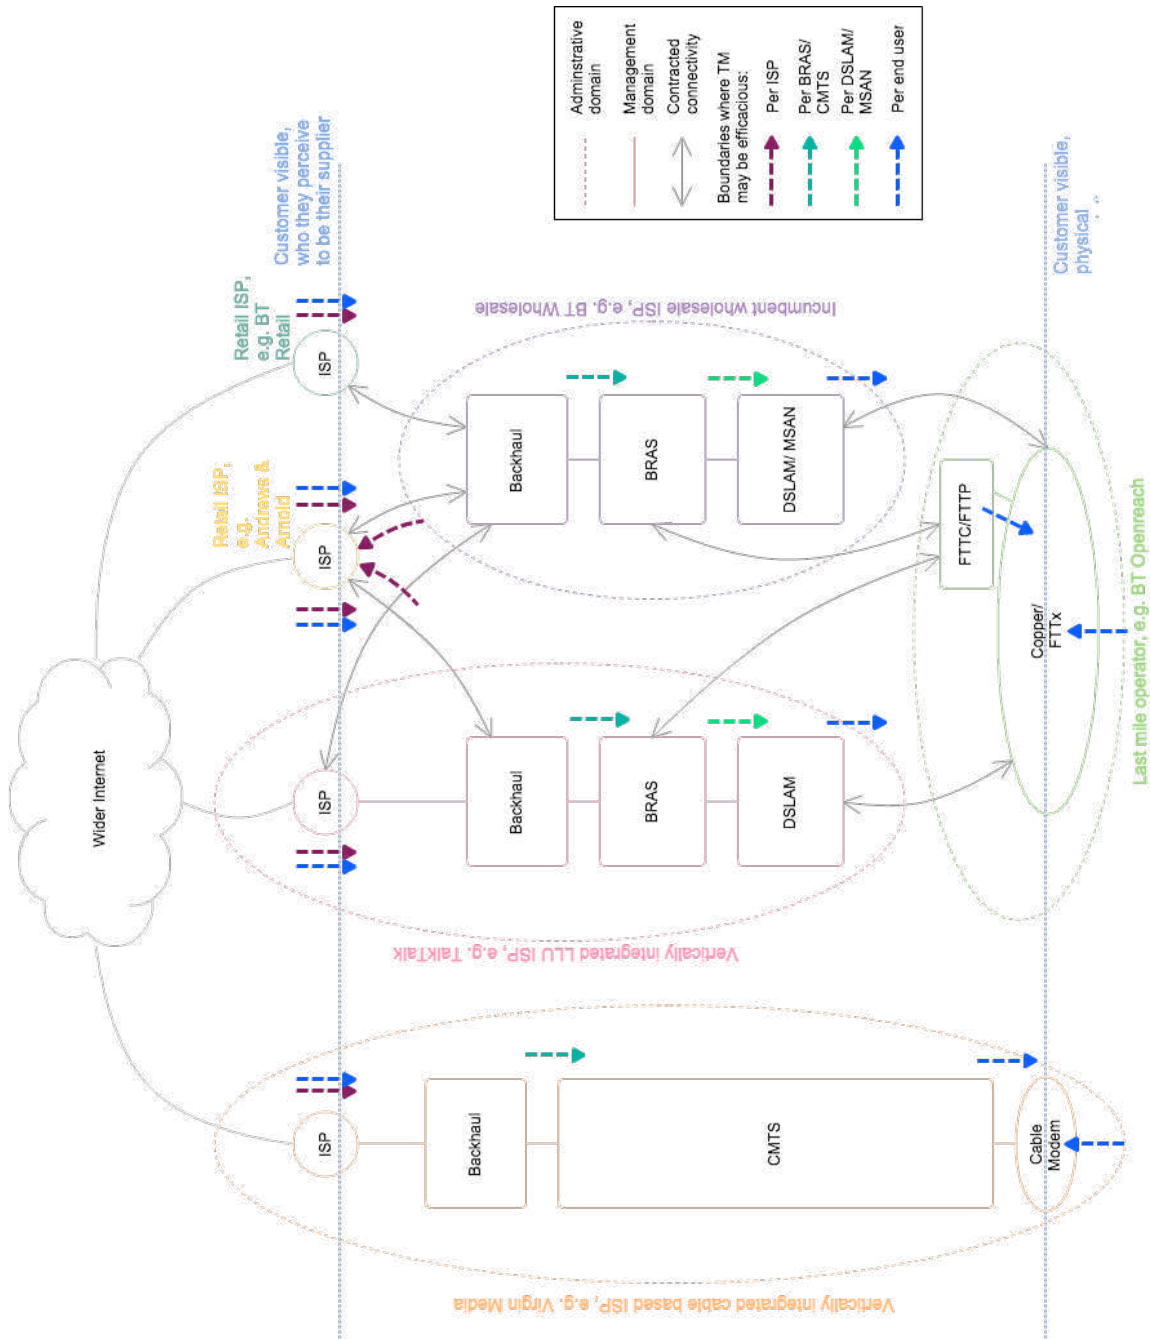 Wider Internet
Customer visible,
who they perceive
to be their supplier
Retail ISP,
e.g. BT
Retail
Retail ISP,
e.g.
Andrews &
Arnold
ISP
ISP
ISP
ISP
Incumbent wholesale ISP, e.g. BT Wholesale
Backhaul
BRAS
DSLAM/ MSAN
Vertically integrated LLU ISP, e.g. TalkTalk
Backhaul
BRAS
DSLAM
Vertically integrated cable based ISP, e.g. Virgin Media
Backhaul
CMTS
Cable
Modem
FTTC/FTTP
Copper/
FTTx
Last mile operator, e.g. BT Openreach
Customer visible,
physical
Adminstrative
domain
Management
domain
Contracted
connectivity
Boundaries where TM
may be efficacious:
Per ISP
Per BRAS/
CMTS
Per DSLAM/
MSAN
Per end user